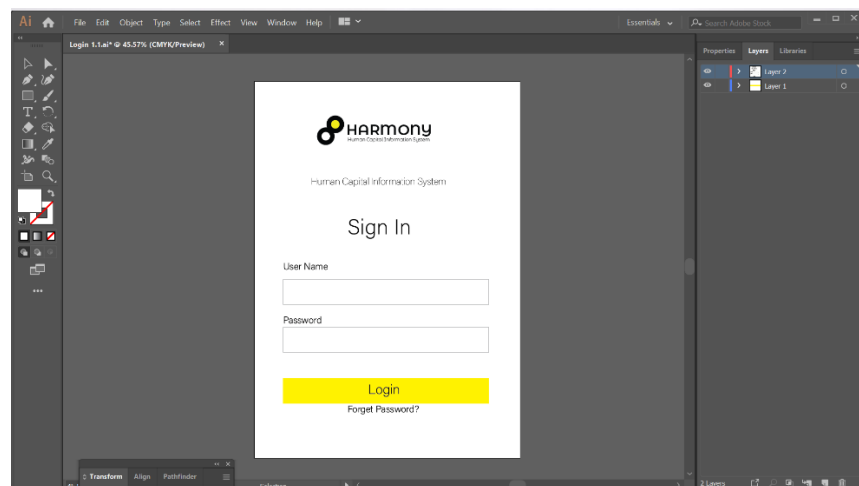 Ai File Edit Object Type Select Effect View Window Help Essentials Search Adobe Stock
Login 1.1.ai* @ 45.57% (CMYK/Preview) ×
Properties Layers Libraries
Layer 2
Layer 1
HARMONY
Human Capital Information System
Human Capital Information System
Sign In
User Name
Password
Login
Forget Password?
Transform Align Pathfinder
Selection
2 Layers